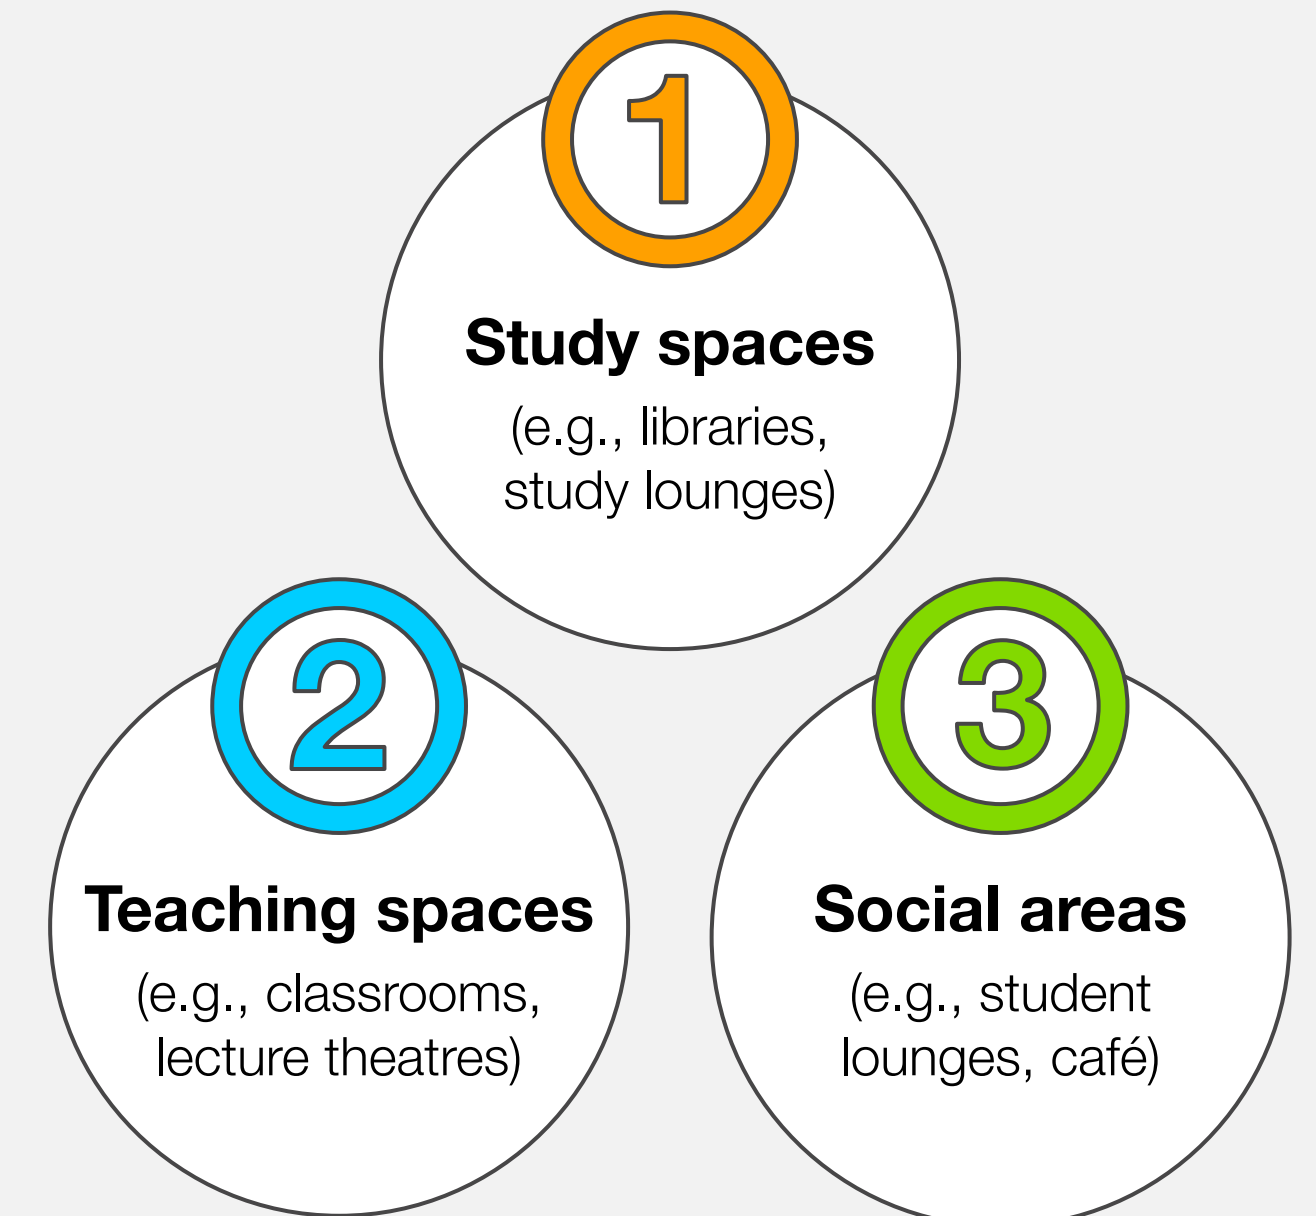 1
Study spaces
(e.g., libraries,
study lounges)
2
Teaching spaces
(e.g., classrooms,
lecture theatres)
3
Social areas
(e.g., student
lounges, café)